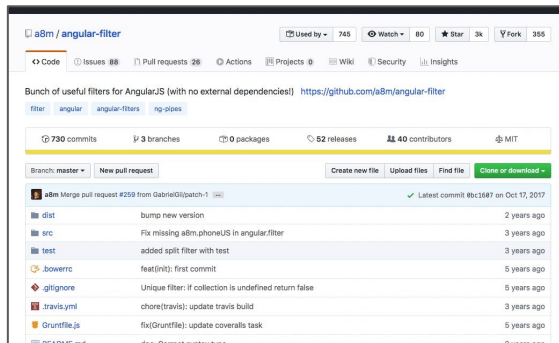 a8m / angular-filter
Used by 745 Watch 80 Star 3k Fork 355
Code Issues 88 Pull requests 26 Actions Projects 0 Wiki Security Insights
Bunch of useful filters for AngularJS (with no external dependencies!) https://github.com/a8m/angular-filter
filter angular angular-filters ng-pipes
730 commits 3 branches 0 packages 52 releases 40 contributors MIT
Branch: master New pull request Create new file Upload files Find file Clone or download
a8m Merge pull request #259 from GabrielGil/patch-1 ... Latest commit 0bc1607 on Oct 17, 2017
dist bump new version 2 years ago
src Fix missing a8m.phoneUS in angular.filter 3 years ago
test added split filter with test 3 years ago
.bowerrc feat(init): first commit 5 years ago
.gitignore Unique filter: if collection is undefined return false 5 years ago
.travis.yml chore(travis): update travis build 3 years ago
Gruntfile.js fix(Gruntfile): update coveralls task 5 years ago